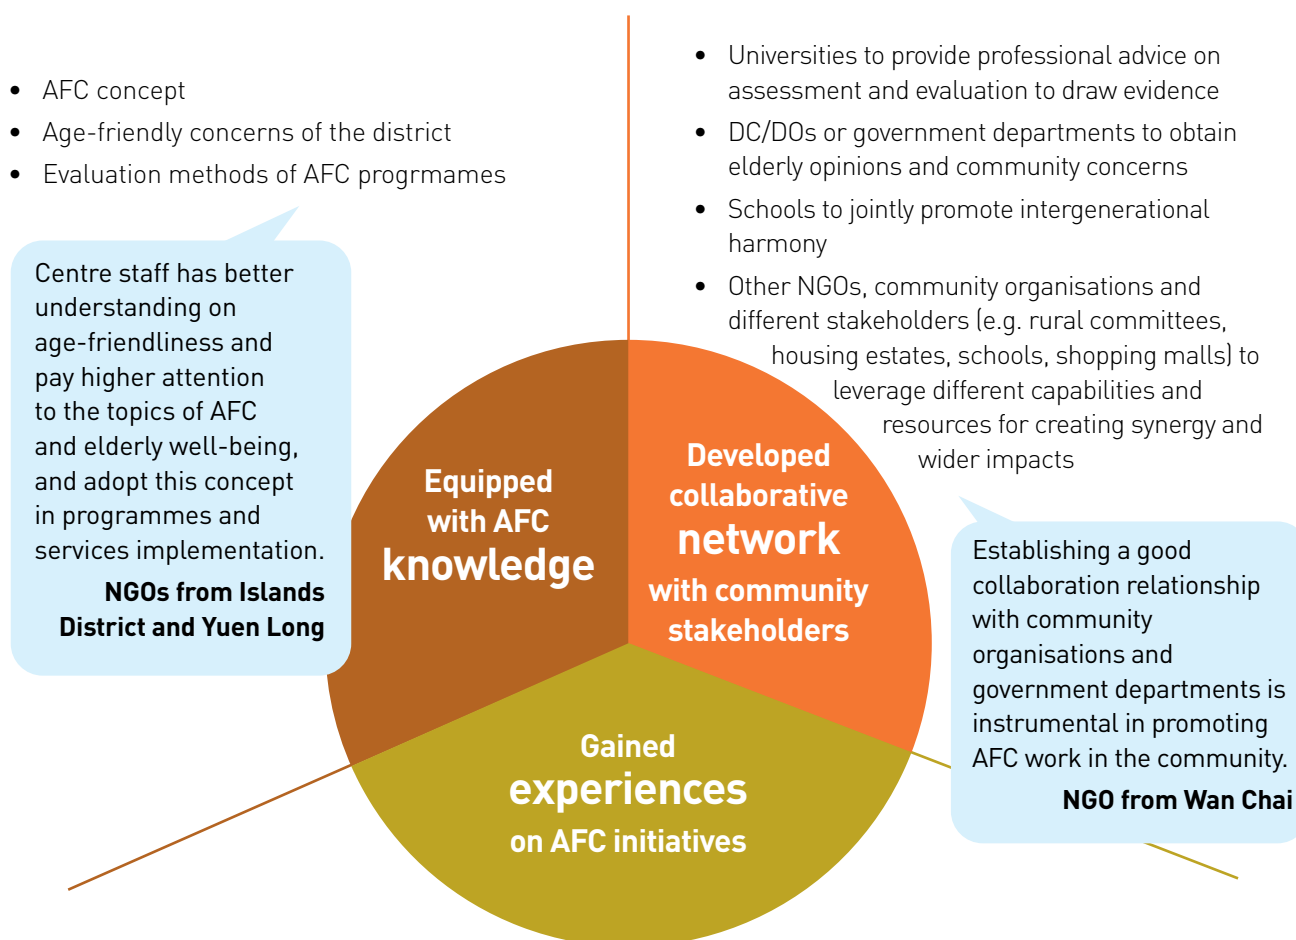 • AFC concept
• Age-friendly concerns of the district
• Evaluation methods of AFC progrmames
Centre staff has better
understanding on
age-friendliness and
pay higher attention
to the topics of AFC
and elderly well-being,
and adopt this concept
in programmes and
services implementation.
NGOs from Islands
District and Yuen Long
• Universities to provide professional advice on
assessment and evaluation to draw evidence
• DC/DOs or government departments to obtain
elderly opinions and community concerns
• Schools to jointly promote intergenerational
harmony
• Other NGOs, community organisations and
different stakeholders (e.g. rural committees,
housing estates, schools, shopping malls) to
leverage different capabilities and
resources for creating synergy and
wider impacts
Equipped
with AFC
knowledge
Developed
collaborative
network
with community
stakeholders
Establishing a good
collaboration relationship
with community
organisations and
government departments is
instrumental in promoting
AFC work in the community.
NGO from Wan Chai
Gained
experiences
on AFC initiatives